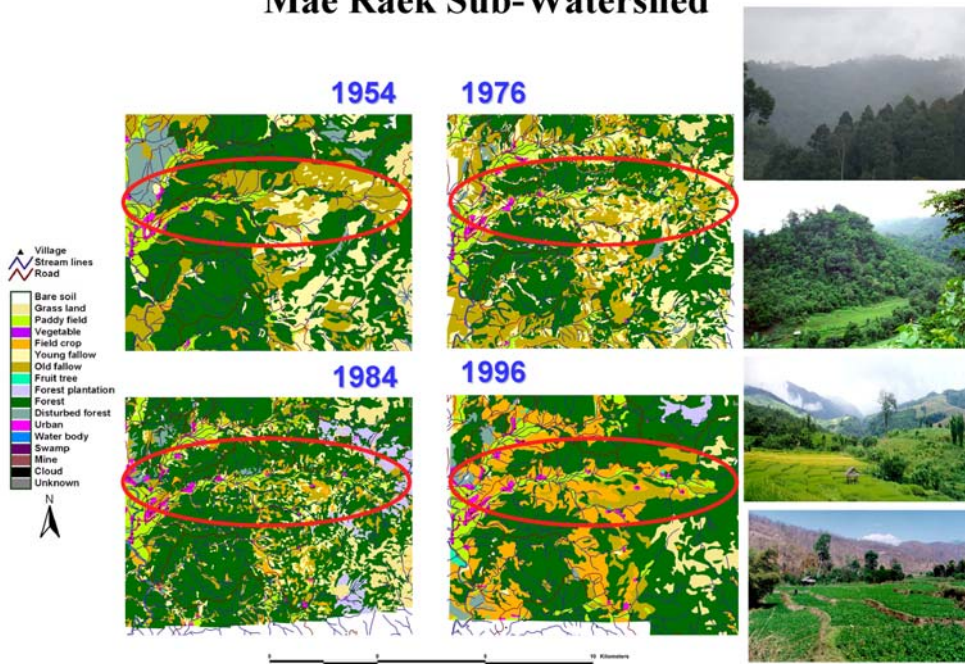 Mae Raek Sub-Watershed
1954
1976
Village
Stream lines
Road
Bare soil
Grass land
Paddy field
Vegetable
Field crop
Young fallow
Old fallow
Fruit tree
Forest plantation
Forest
Disturbed forest
Urban
Water body
Swamp
Mine
Cloud
Unknown
N
1984
1996
Kilometers